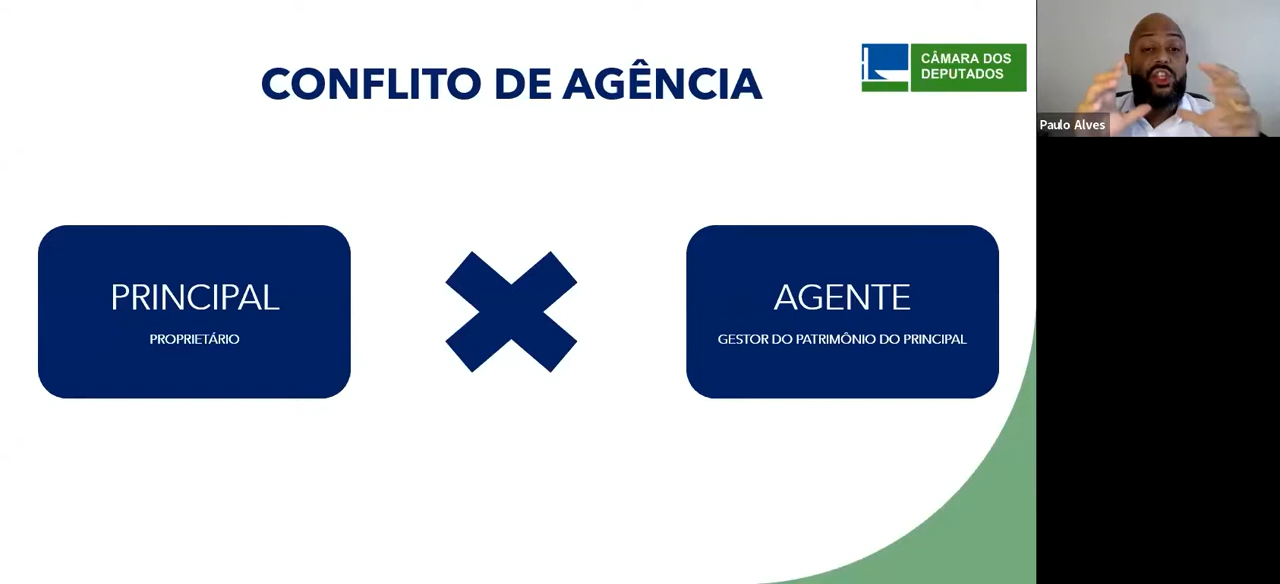 CONFLITO DE AGÊNCIA
CÂMARA DOS
DEPUTADOS
Paulo Alves
PRINCIPAL
PROPRIETÁRIO
AGENTE
GESTOR DO PATRIMÔNIO DO PRINCIPAL